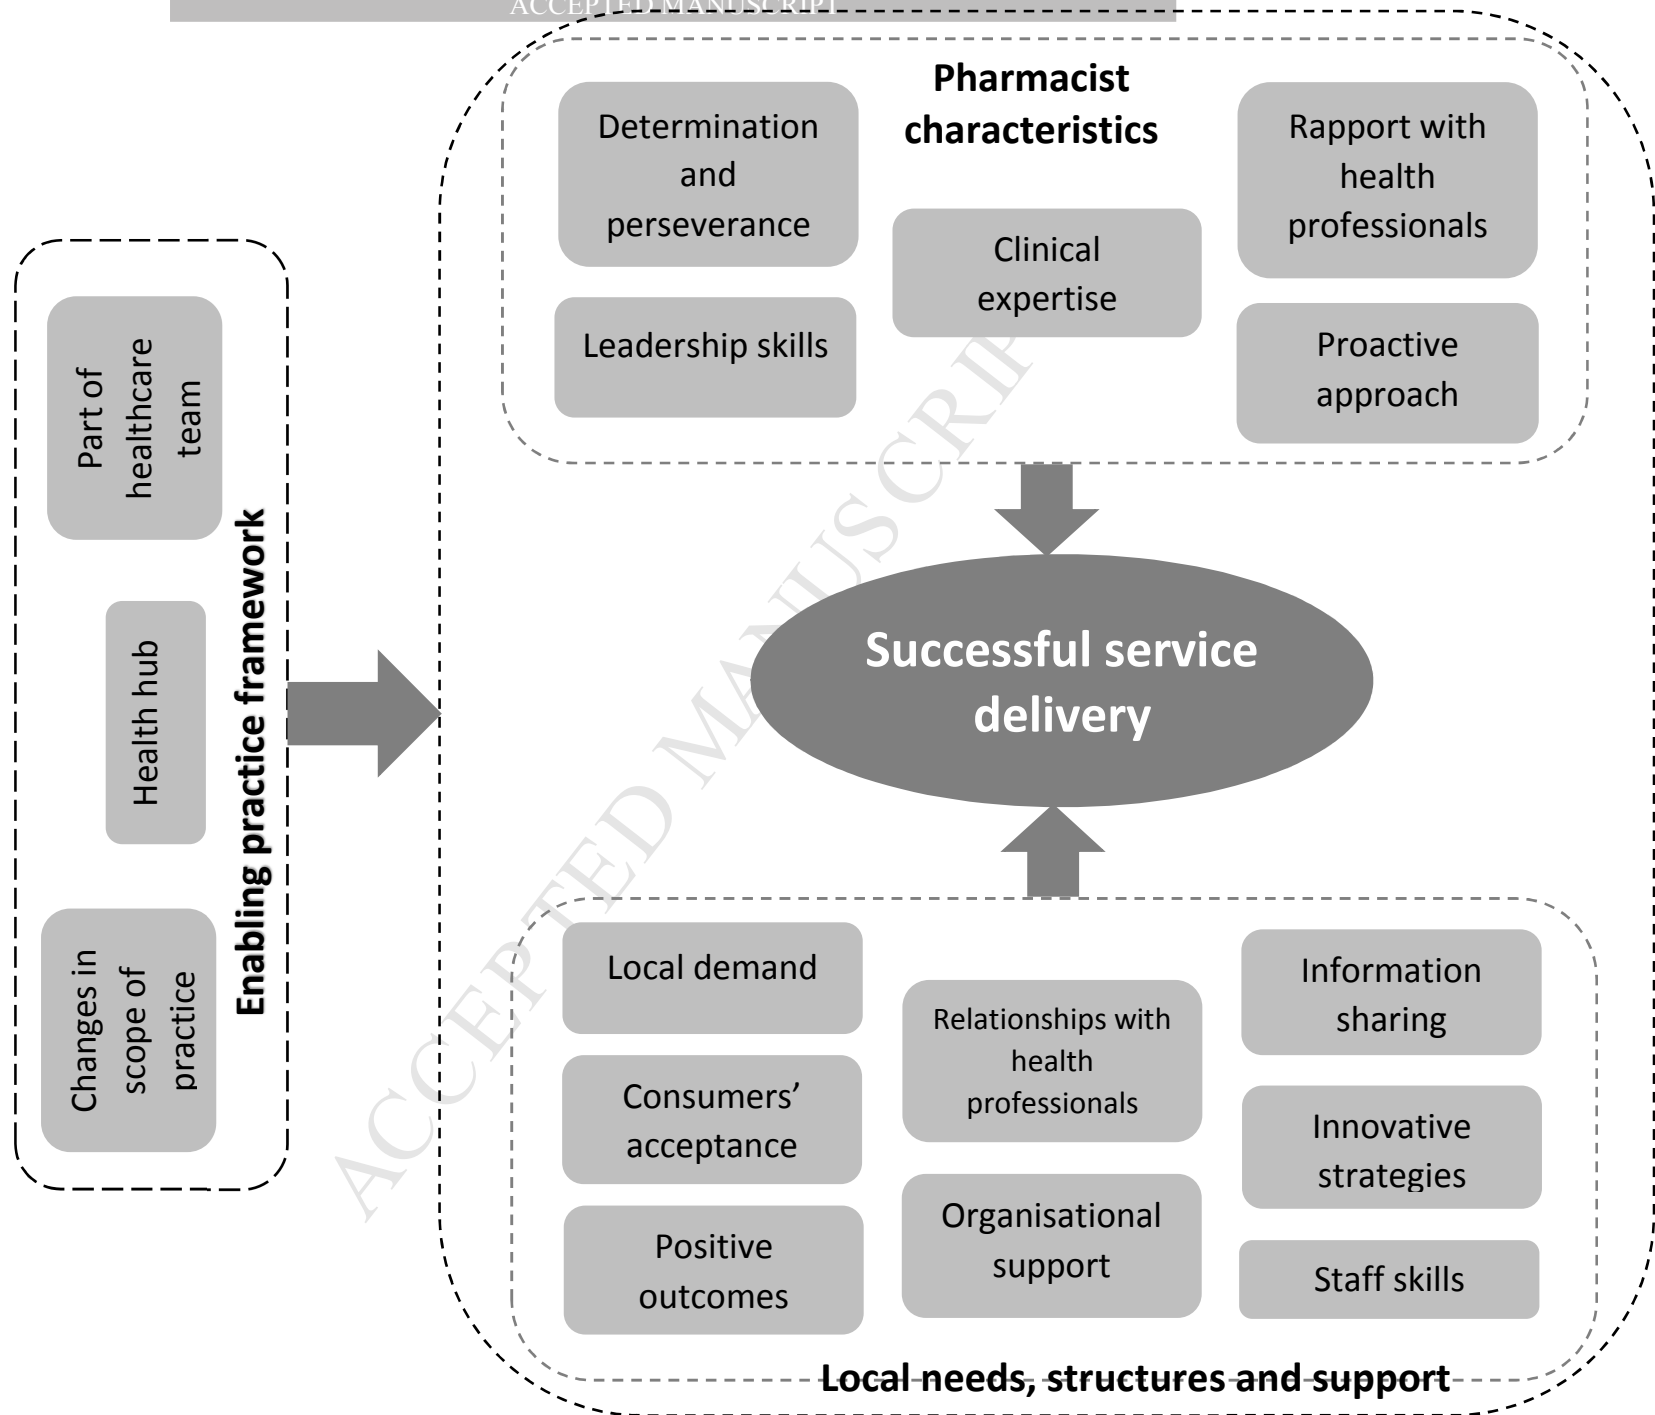 ACCEPTED MANUSCRIPT
Pharmacist
characteristics
Determination
and
perseverance
Leadership skills
Clinical
expertise
Rapport with
health
professionals
Proactive
approach
Part of
healthcare
team
Health hub
Changes in
scope of
practice
Enabling practice framework
Successful service
delivery
Local demand
Consumers’
acceptance
Positive
outcomes
Relationships with
health
professionals
Organisational
support
Information
sharing
Innovative
strategies
Staff skills
Local needs, structures and support
ACCEPTED MANUSCRIPT